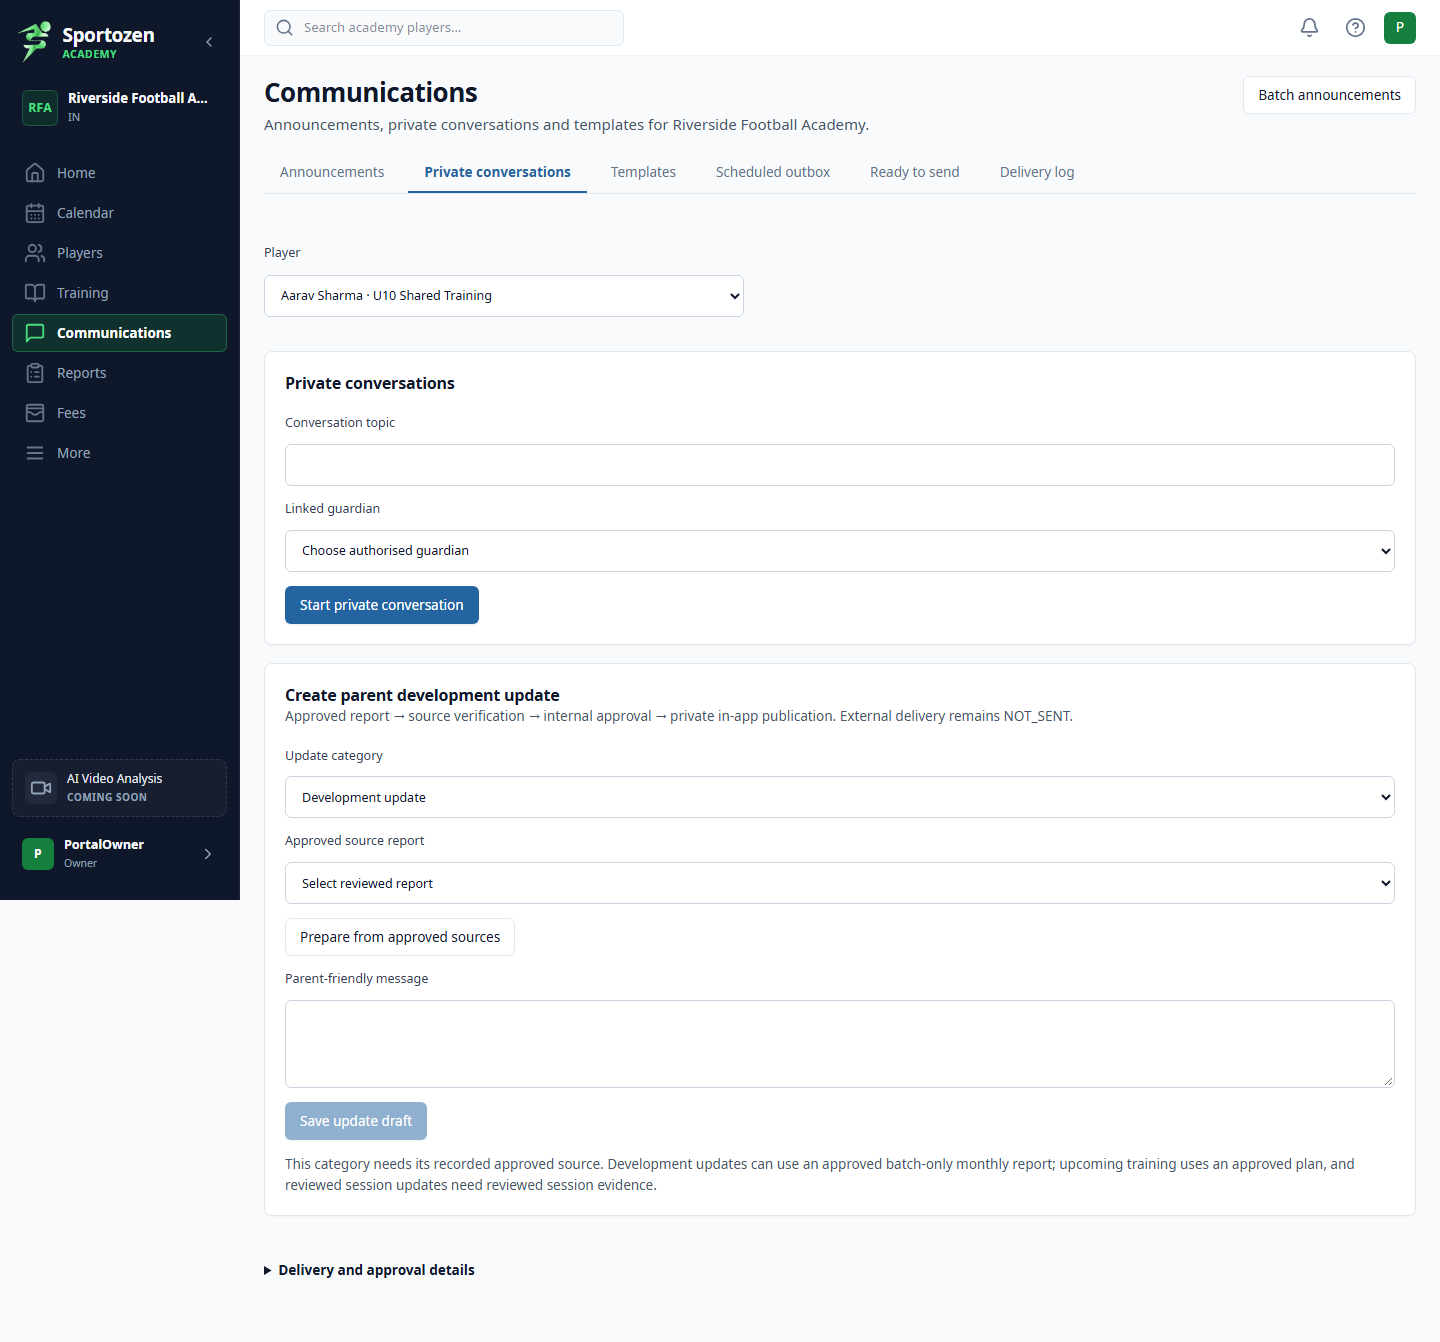 Sportozen
ACADEMY
RFA
Riverside Football A...
IN
Home
Calendar
Players
Training
Communications
Reports
Fees
More
AI Video Analysis
COMING SOON
P
PortalOwner
Owner
Search academy players...
P
Communications
Announcements, private conversations and templates for Riverside Football Academy.
Batch announcements
Announcements
Private conversations
Templates
Scheduled outbox
Ready to send
Delivery log
Player
Aarav Sharma · U10 Shared Training
Private conversations
Conversation topic
Linked guardian
Choose authorised guardian
Start private conversation
Create parent development update
Approved report → source verification → internal approval → private in-app publication. External delivery remains NOT_SENT.
Update category
Development update
Approved source report
Select reviewed report
Prepare from approved sources
Parent-friendly message
Save update draft
This category needs its recorded approved source. Development updates can use an approved batch-only monthly report; upcoming training uses an approved plan, and
reviewed session updates need reviewed session evidence.
Delivery and approval details